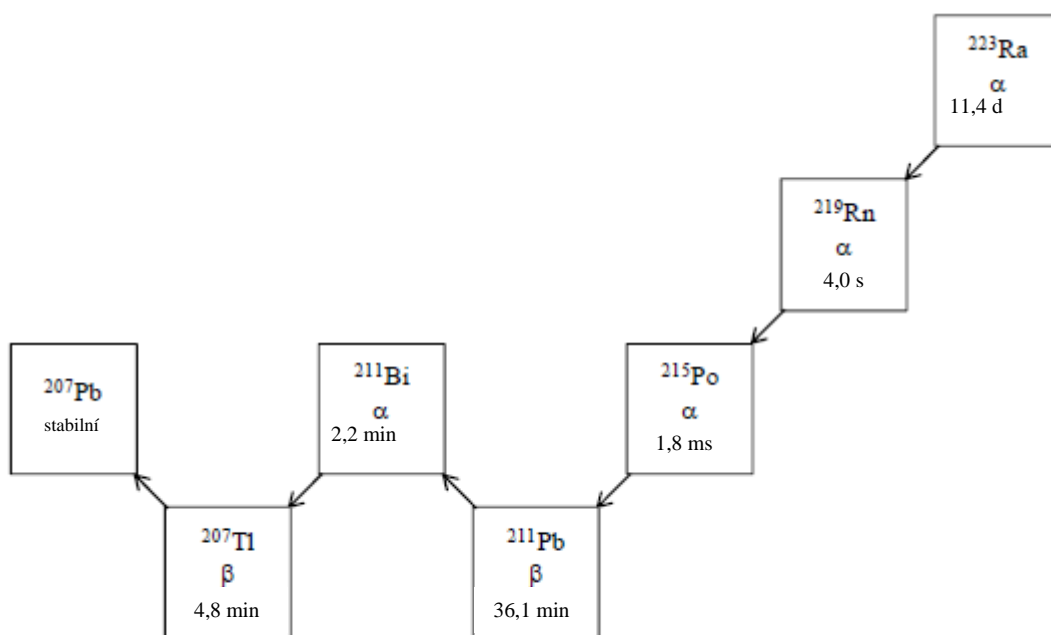 ²²³Ra
α
11,4 d
²¹⁹Rn
α
4,0 s
²⁰⁷Pb
stabilní
²¹¹Bi
α
2,2 min
²¹⁵Po
α
1,8 ms
²⁰⁷Tl
β
4,8 min
²¹¹Pb
β
36,1 min